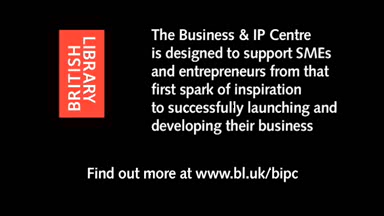 BRITISH
LIBRARY
The Business & IP Centre
is designed to support SMEs
and entrepreneurs from that
first spark of inspiration
to successfully launching and
developing their business
Find out more at www.bl.uk/bipc